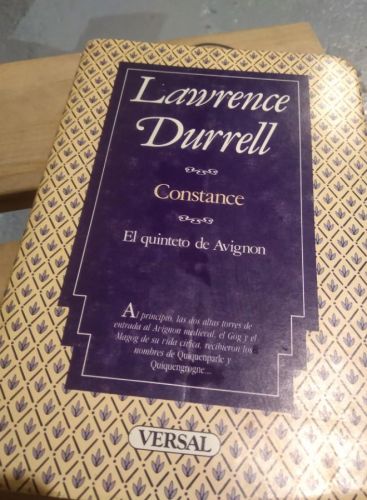 Lawrence
Durrell
Constance
El quinteto de Avignon
Al principio, las dos altas torres de
entrada al Avignon medieval, el Gog y el
Magog de su vida cívica, recibieron los
nombres de Quiquenparle y
Quiquengrogne...
VERSAL